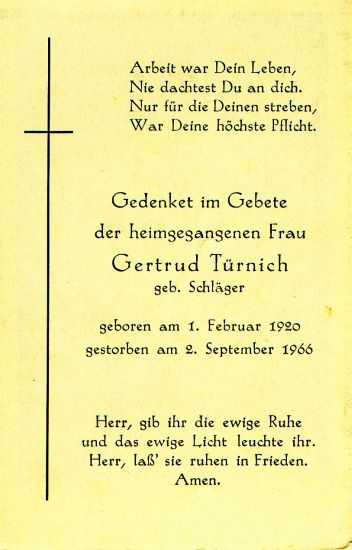 Arbeit war Dein Leben,
Nie dachtest Du an dich.
Nur für die Deinen streben,
War Deine höchste Pflicht.
Gedenket im Gebete
der heimgegangenen Frau
Gertrud Türnich
geb. Schläger
geboren am 1. Februar 1920
gestorben am 2. September 1966
Herr, gib ihr die ewige Ruhe
und das ewige Licht leuchte ihr.
Herr, laß' sie ruhen in Frieden.
Amen.